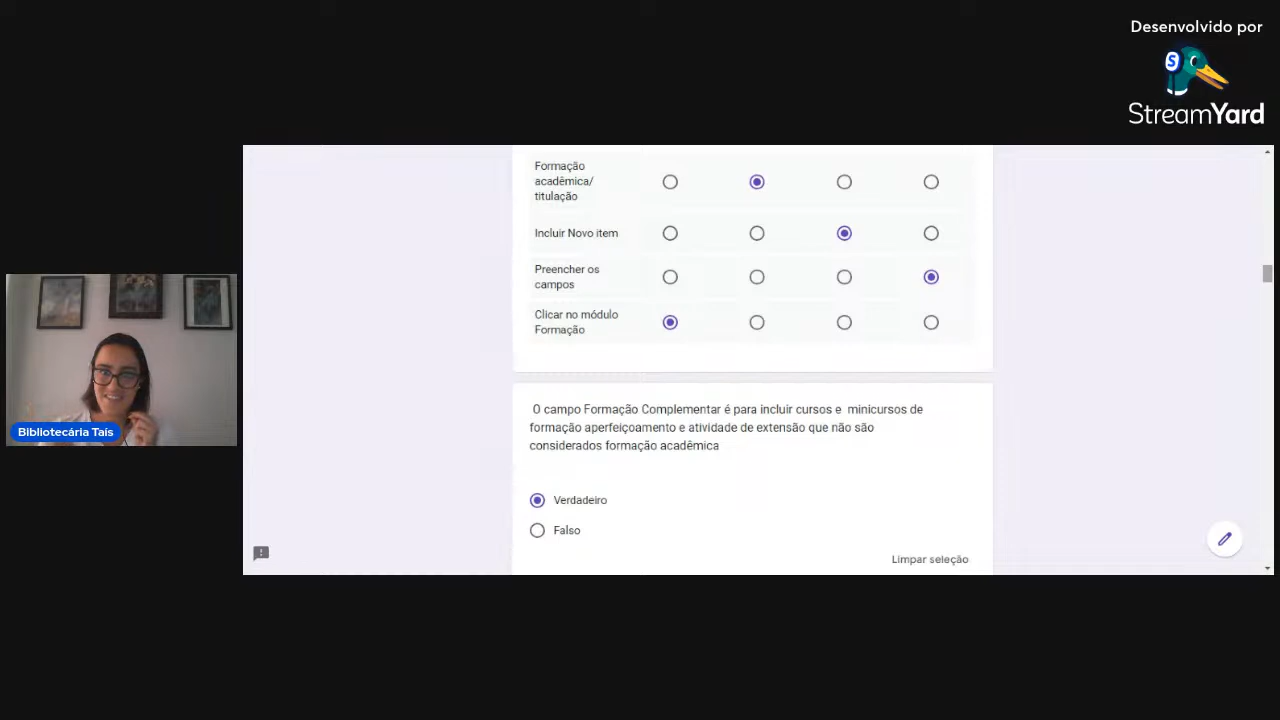 Desenvolvido por
S
StreamYard
Formação
acadêmica/
titulação
Incluir Novo item
Preencher os
campos
Clicar no módulo
Formação
O campo Formação Complementar é para incluir cursos e minicursos de
formação aperfeiçoamento e atividade de extensão que não são
considerados formação acadêmica
Verdadeiro
Falso
Limpar seleção
Bibliotecária Taís